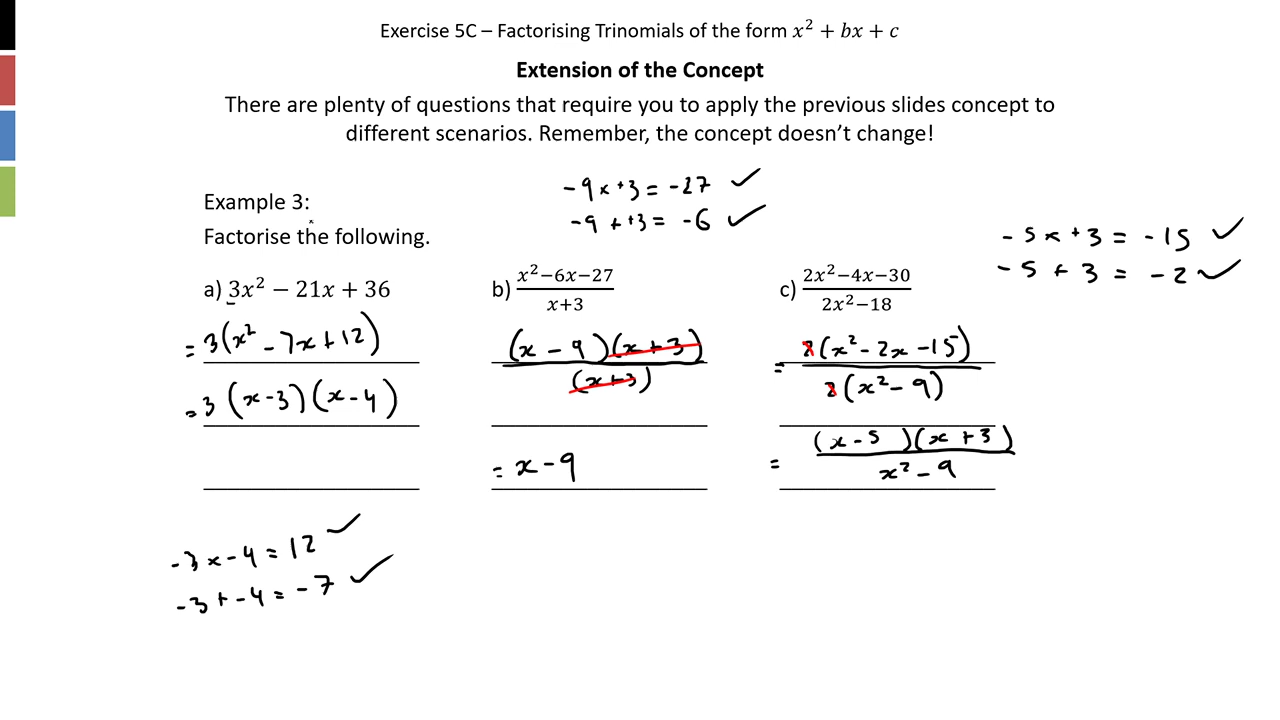 Exercise 5C – Factorising Trinomials of the form x² + bx + c
Extension of the Concept
There are plenty of questions that require you to apply the previous slides concept to
different scenarios. Remember, the concept doesn't change!
Example 3:
Factorise the following.
-9 x +3 = -27 ✓
-9 + +3 = -6 ✓
-5 x +3 = -15 ✓
-5 + 3 = -2 ✓
a) 3x² − 21x + 36
= 3(x² - 7x + 12)
= 3 (x-3)(x-4)
-3 x -4 = 12 ✓
-3 + -4 = -7 ✓
b) x²−6x−27
x+3
(x - 9)(x + 3)
(x+3)
= x - 9
c) 2x²−4x−30
2x²−18
= 2(x² - 2x - 15)
2(x² - 9)
= (x - 5)(x + 3)
x² - 9